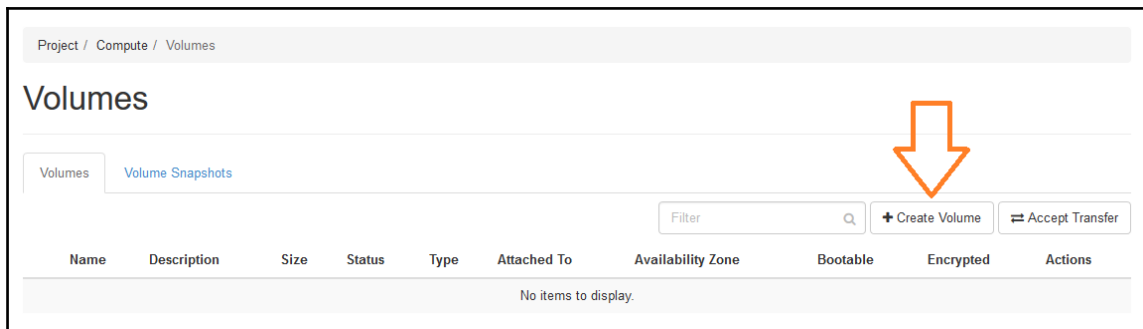 Project / Compute / Volumes
Volumes
Volumes Volume Snapshots
Filter + Create Volume ⇄ Accept Transfer
Name Description Size Status Type Attached To Availability Zone Bootable Encrypted Actions
No items to display.